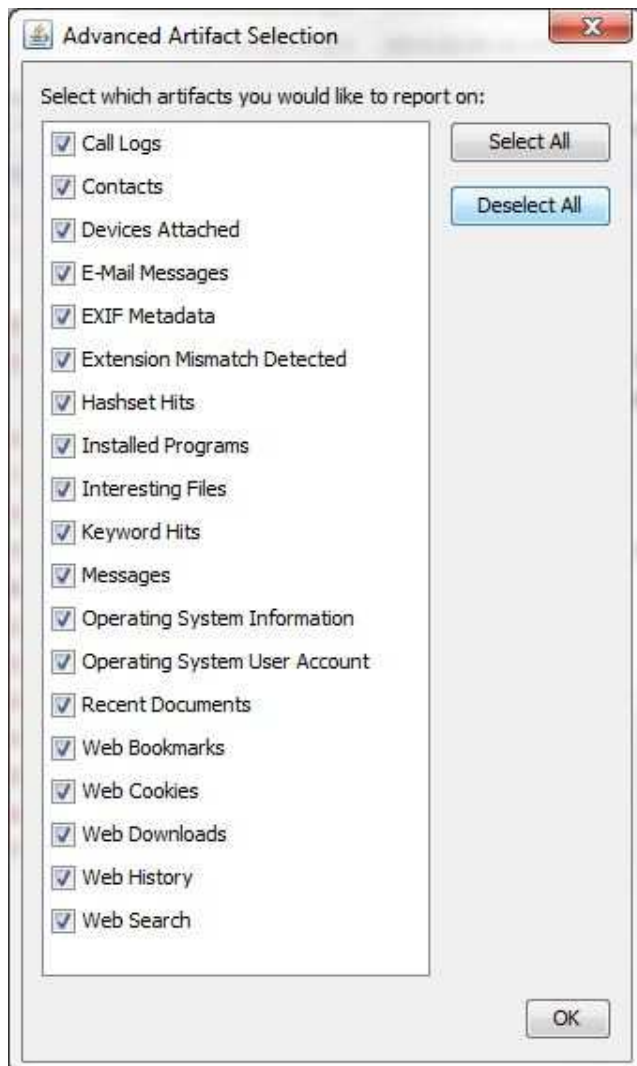 Advanced Artifact Selection
Select which artifacts you would like to report on:
Call Logs
Contacts
Devices Attached
E-Mail Messages
EXIF Metadata
Extension Mismatch Detected
Hashset Hits
Installed Programs
Interesting Files
Keyword Hits
Messages
Operating System Information
Operating System User Account
Recent Documents
Web Bookmarks
Web Cookies
Web Downloads
Web History
Web Search
Select All
Deselect All
OK